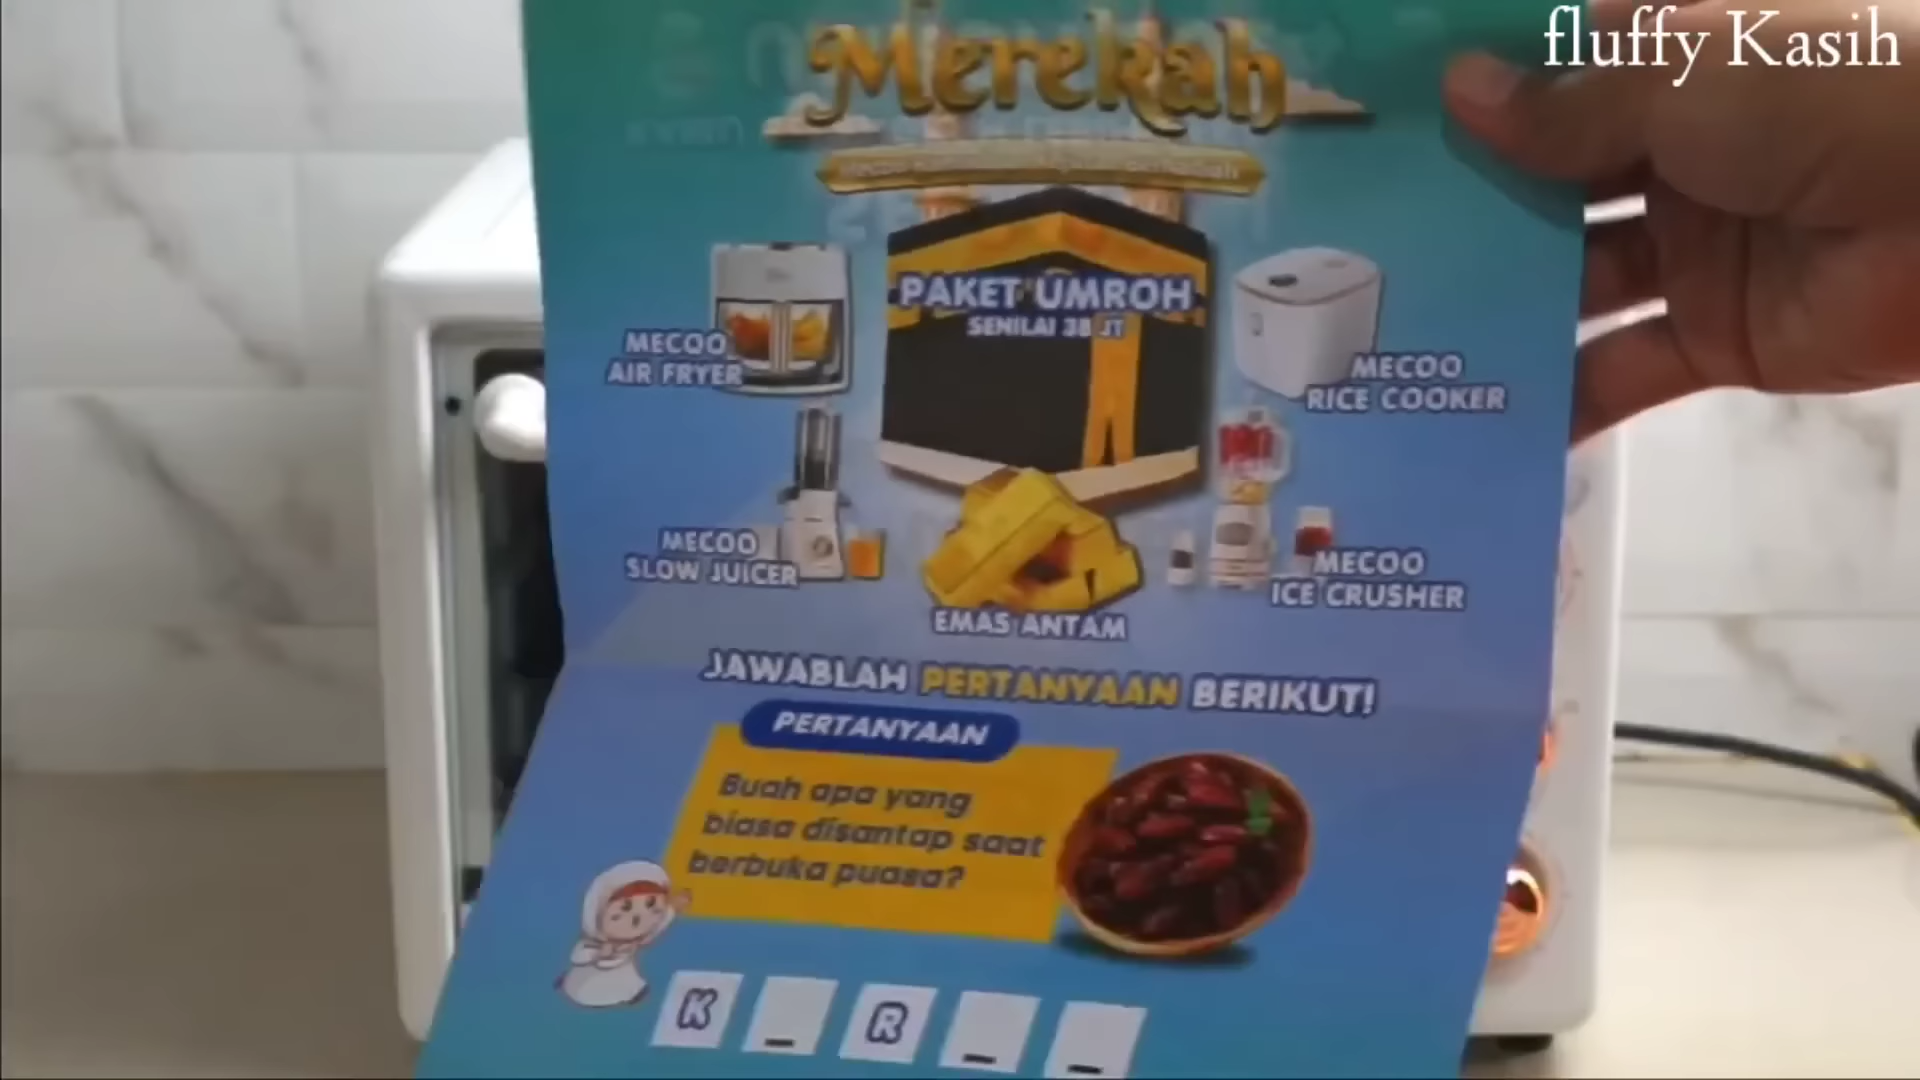 fluffy Kasih
Merekah
PAKET UMROH
SENILAI 38 JT
MECOO
AIR FRYER
MECOO
RICE COOKER
MECOO
SLOW JUICER
MECOO
ICE CRUSHER
EMAS ANTAM
JAWABLAH PERTANYAAN BERIKUT!
PERTANYAAN
Buah apa yang
biasa disantap saat
berbuka puasa?
K _ R _ _